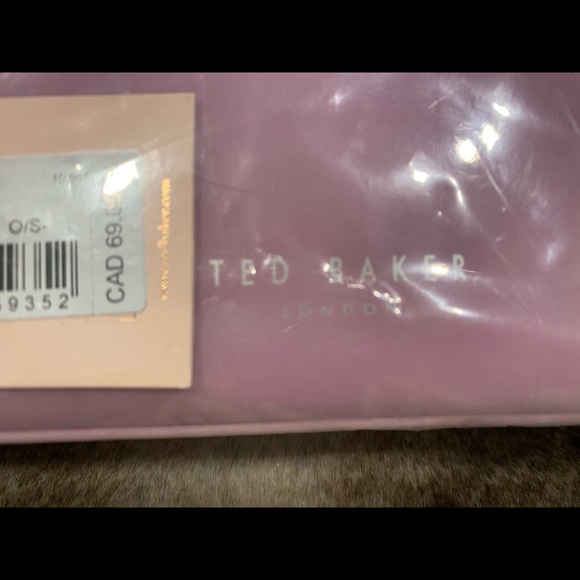 O/S-
59352
CAD 69.
TED BAKER
LONDON